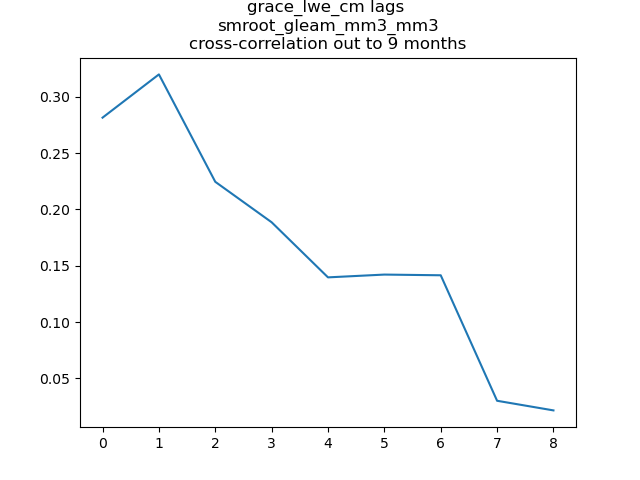 grace_lwe_cm lags
smroot_gleam_mm3_mm3
cross-correlation out to 9 months
0.30
0.25
0.20
0.15
0.10
0.05
0 1 2 3 4 5 6 7 8